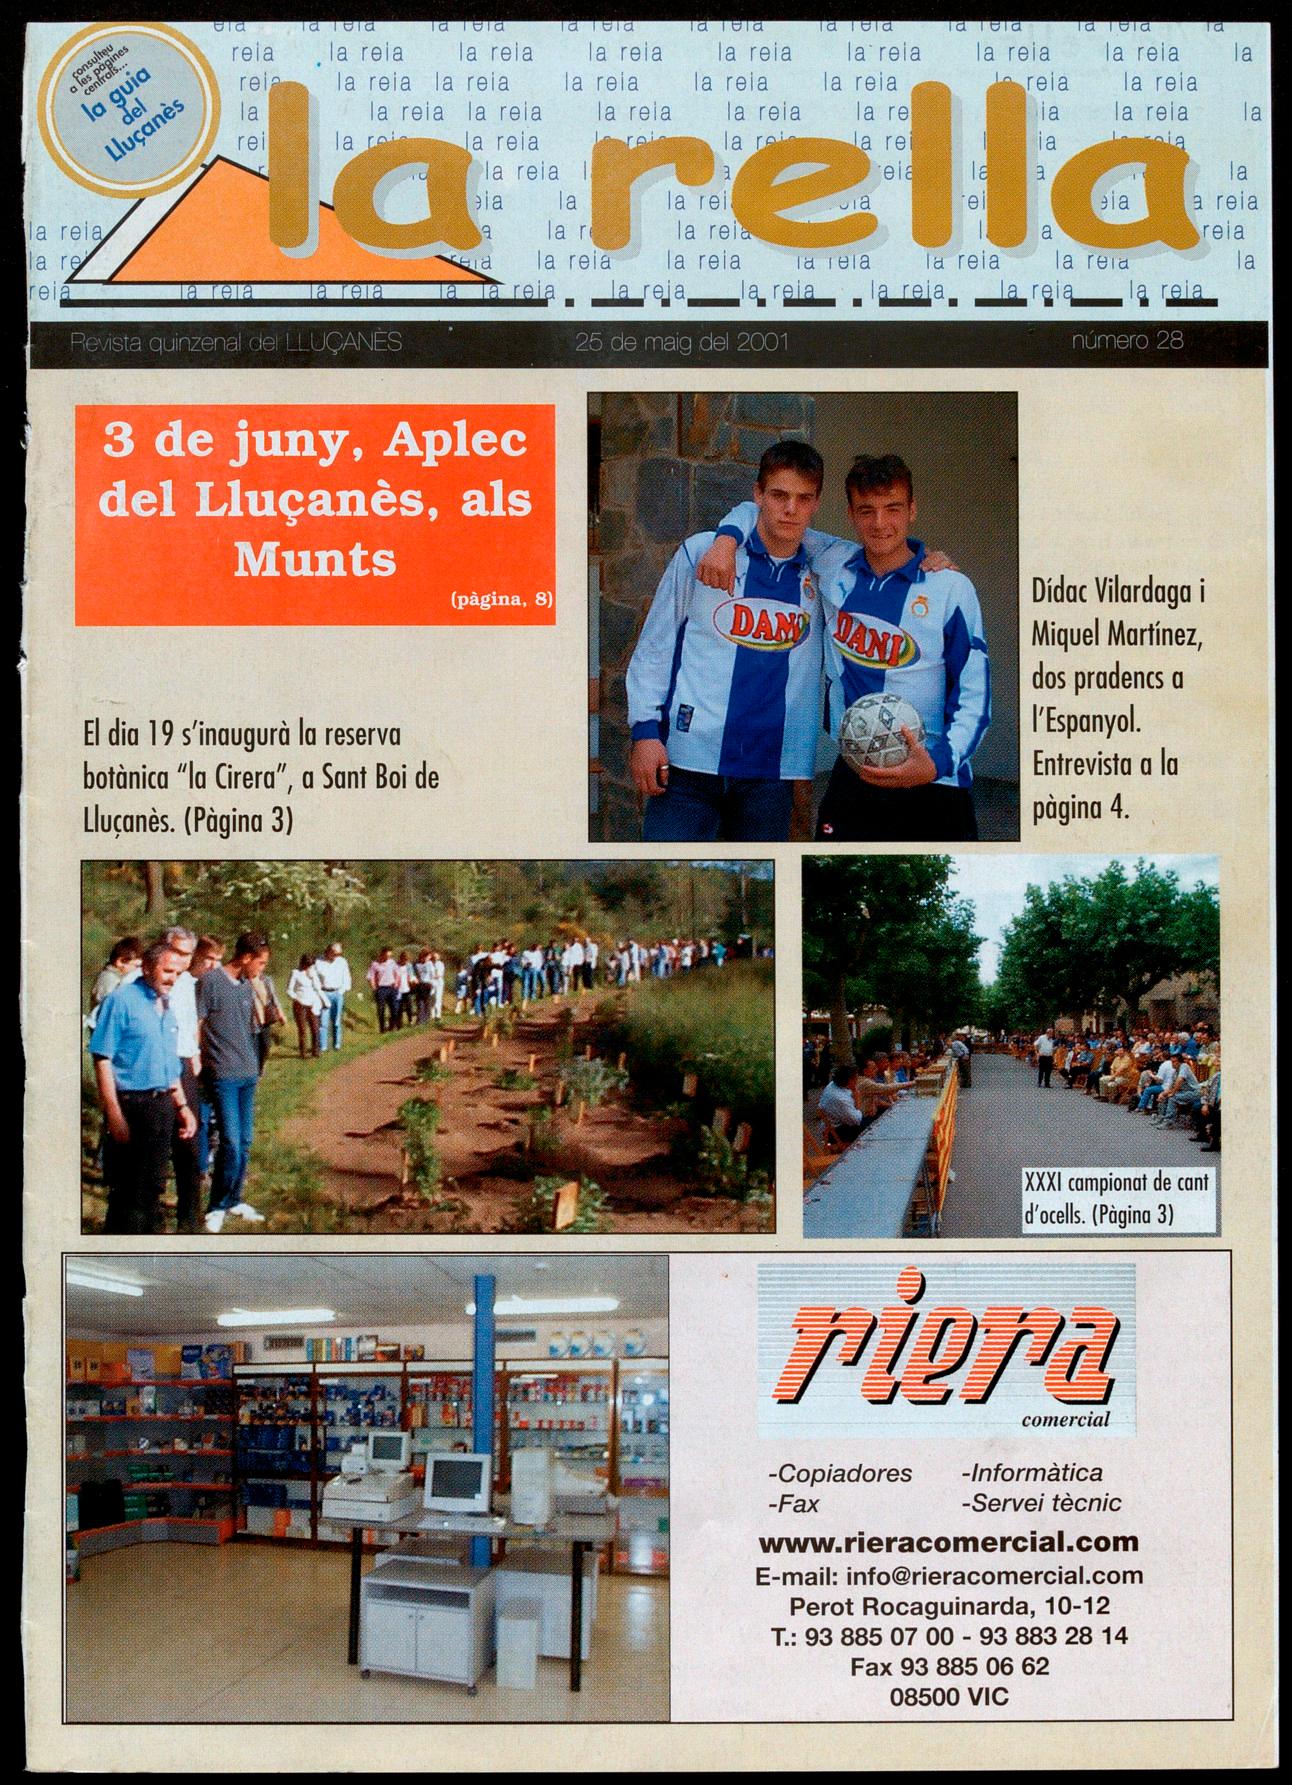 consulteu
a les pàgines
centrals...
la guia
del
Lluçanès
la rella
Revista quinzenal del LLUÇANÈS 25 de maig del 2001 número 28
3 de juny, Aplec
del Lluçanès, als
Munts
(pàgina, 8)
Dídac Vilardaga i
Miquel Martínez,
dos pradencs a
l'Espanyol.
Entrevista a la
pàgina 4.
DANI
DANI
El dia 19 s'inaugurà la reserva
botànica "la Cirera", a Sant Boi de
Lluçanès. (Pàgina 3)
XXXI campionat de cant
d'ocells. (Pàgina 3)
riera
comercial
-Copiadores -Informàtica
-Fax -Servei tècnic
www.rieracomercial.com
E-mail: info@rieracomercial.com
Perot Rocaguinarda, 10-12
T.: 93 885 07 00 - 93 883 28 14
Fax 93 885 06 62
08500 VIC